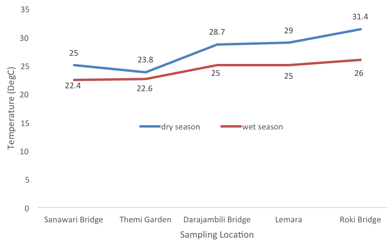 35
30
25
20
15
10
5
0
Temperature (DegC)
25
23.8
28.7
29
31.4
22.4
22.6
25
25
26
dry season
wet season
Sanawari Bridge
Themi Garden
Darajambili Bridge
Lemara
Roki Bridge
Sampling Location